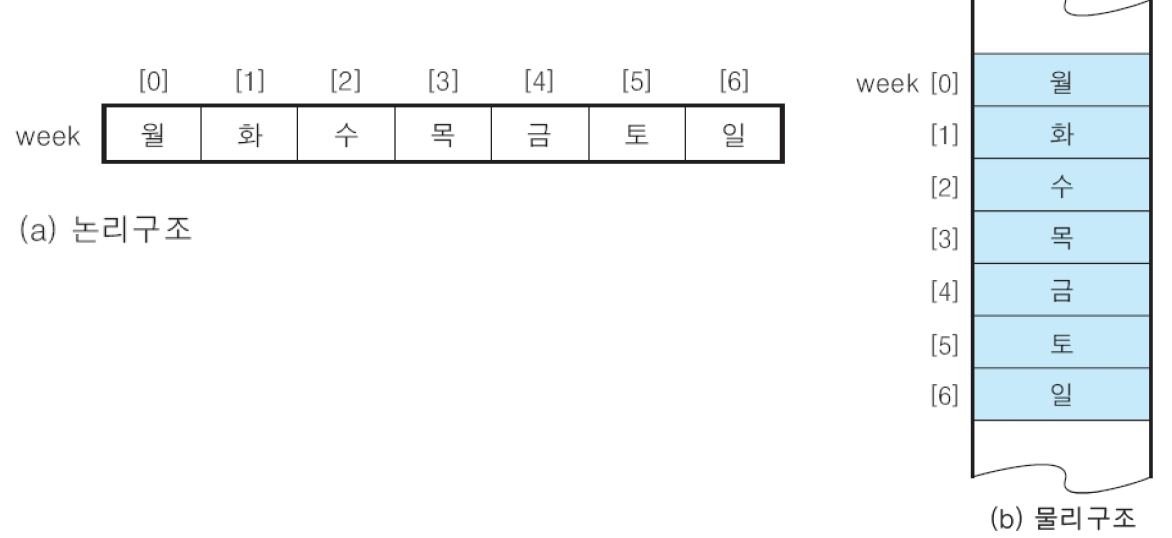 [0] [1] [2] [3] [4] [5] [6]
week 월 화 수 목 금 토 일
(a) 논리구조
week [0] 월
[1] 화
[2] 수
[3] 목
[4] 금
[5] 토
[6] 일
(b) 물리구조